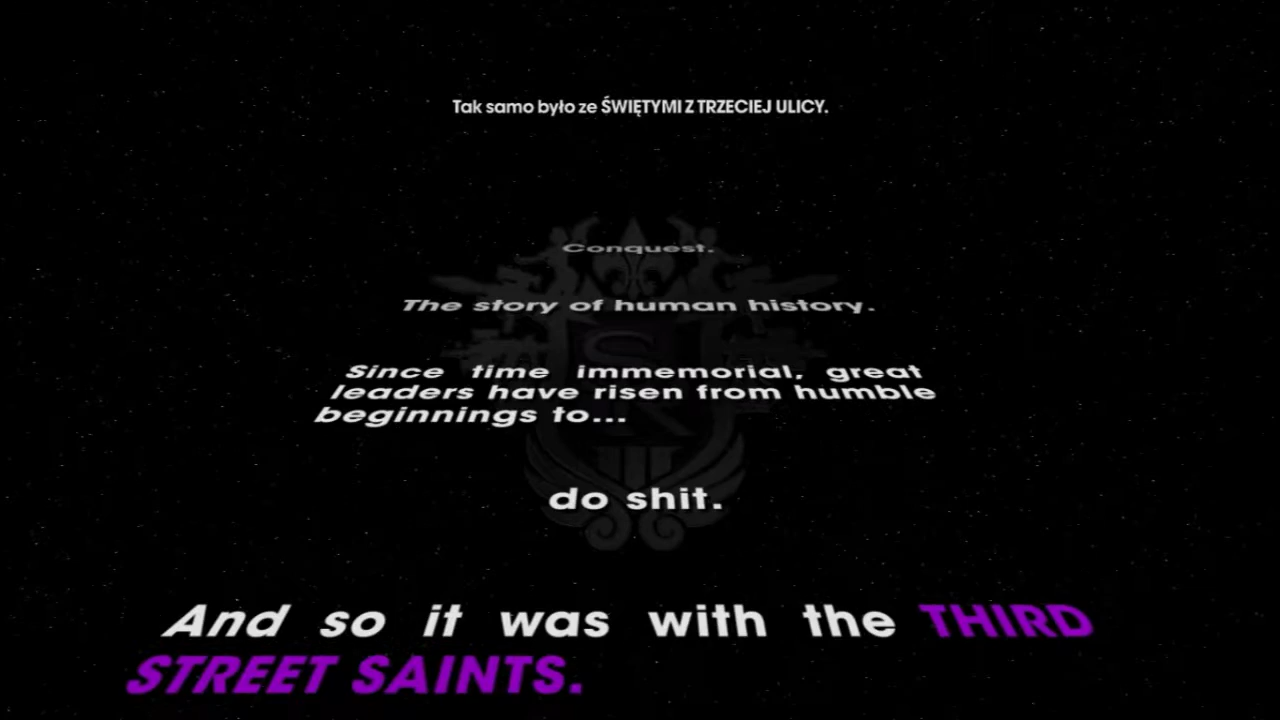 Tak samo było ze ŚWIĘTYMI Z TRZECIEJ ULICY.
Conquest.
The story of human history.
Since time immemorial, great
leaders have risen from humble
beginnings to...
do shit.
And so it was with the THIRD
STREET SAINTS.